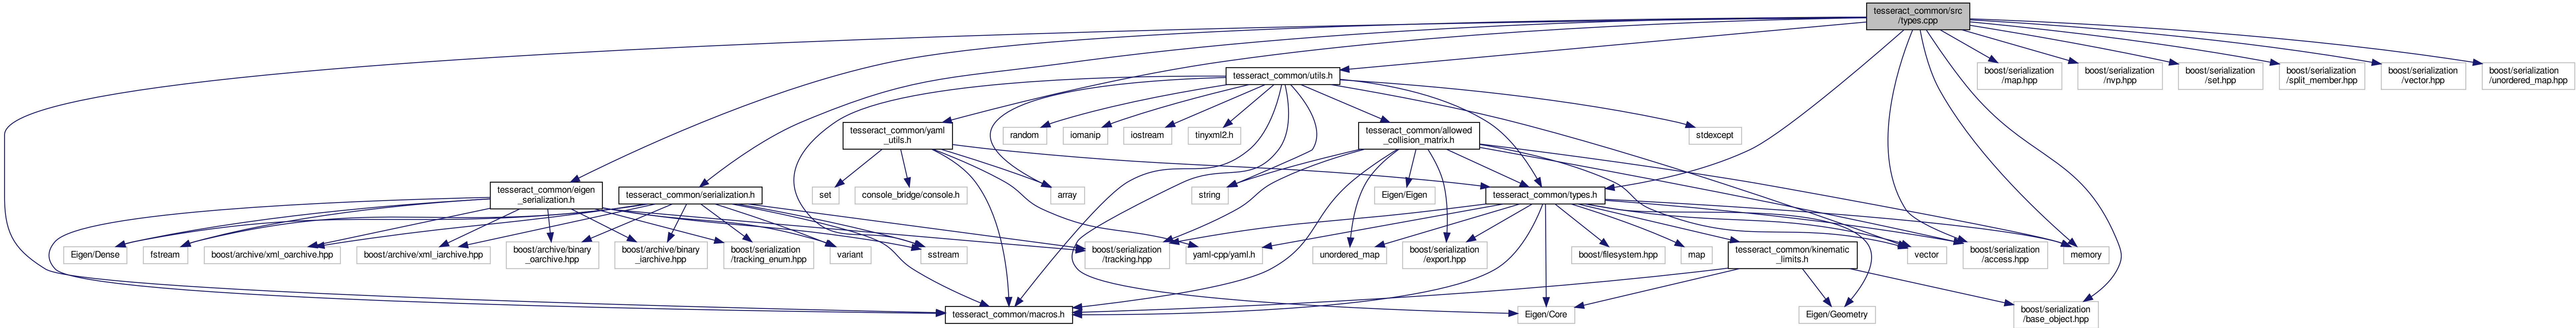 tesseract_common/src
/types.cpp
tesseract_common/utils.h
boost/serialization
/map.hpp
boost/serialization
/nvp.hpp
boost/serialization
/set.hpp
boost/serialization
/split_member.hpp
boost/serialization
/vector.hpp
boost/serialization
/unordered_map.hpp
tesseract_common/yaml
_utils.h
random
iomanip
iostream
tinyxml2.h
tesseract_common/allowed
_collision_matrix.h
stdexcept
tesseract_common/eigen
_serialization.h
tesseract_common/serialization.h
set
console_bridge/console.h
array
string
Eigen/Eigen
tesseract_common/types.h
Eigen/Dense
fstream
boost/archive/xml_oarchive.hpp
boost/archive/xml_iarchive.hpp
boost/archive/binary
_oarchive.hpp
boost/archive/binary
_iarchive.hpp
boost/serialization
/tracking_enum.hpp
variant
sstream
boost/serialization
/tracking.hpp
yaml-cpp/yaml.h
unordered_map
boost/serialization
/export.hpp
boost/filesystem.hpp
map
tesseract_common/kinematic
_limits.h
vector
boost/serialization
/access.hpp
memory
tesseract_common/macros.h
Eigen/Core
Eigen/Geometry
boost/serialization
/base_object.hpp